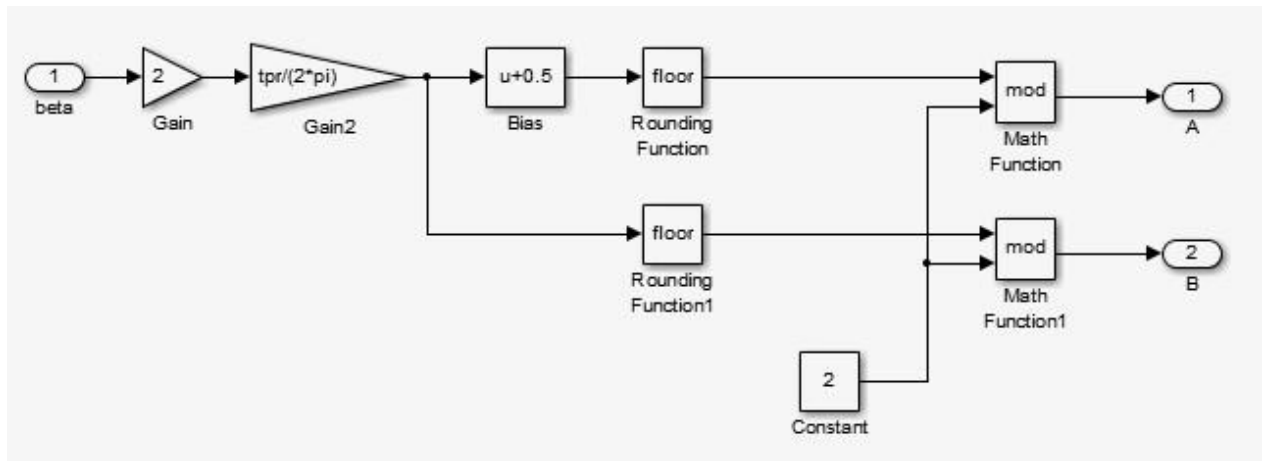 1
beta
2
Gain
tpr/(2*pi)
Gain2
u+0.5
Bias
floor
Rounding
Function
mod
Math
Function
1
A
floor
Rounding
Function1
mod
Math
Function1
2
B
2
Constant